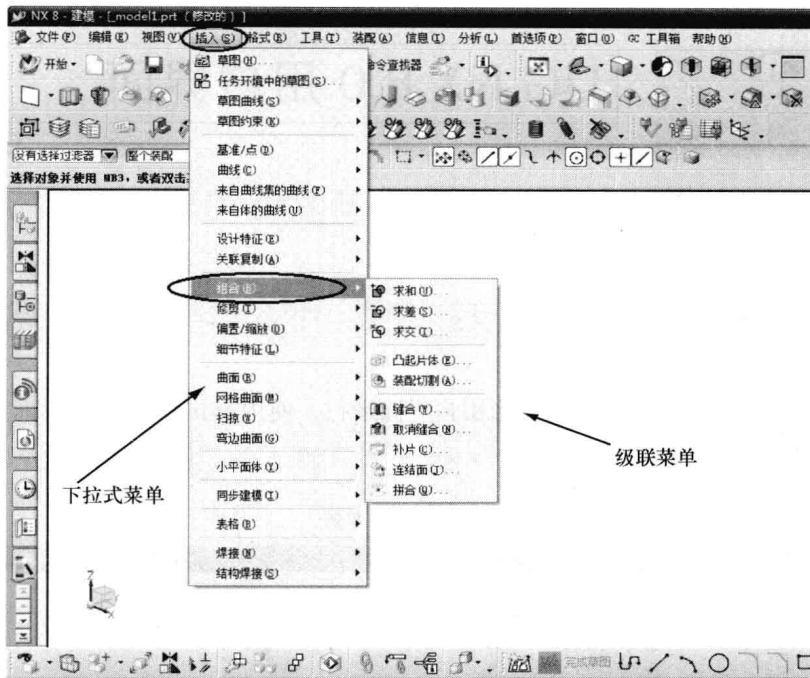 NX 8 - 建模 - [_model1.prt (修改的)]
文件(F) 编辑(E) 视图(V) 插入(S) 格式(R) 工具(T) 装配(A) 信息(I) 分析(L) 首选项(P) 窗口(O) GC 工具箱 帮助(H)
开始 命令查找器
没有选择过滤器 整个装配
选择对象并使用 MB3，或者双击
草图(H)...
任务环境中的草图(S)...
草图曲线(S)
草图约束(K)
基准/点(D)
曲线(C)
来自曲线集的曲线(F)
来自体的曲线(U)
设计特征(E)
关联复制(A)
组合(B)
修剪(T)
偏置/缩放(O)
细节特征(L)
曲面(R)
网格曲面(M)
扫掠(W)
弯边曲面(G)
小平面体(Y)
同步建模(I)
表格(B)
焊接(N)
结构焊接(S)
求和(U)...
求差(S)...
求交(I)...
凸起片体(E)...
装配切割(A)...
缝合(W)...
取消缝合(N)...
补片(C)...
连结面(J)...
拼合(Q)...
下拉式菜单
级联菜单
Z
X
完成草图